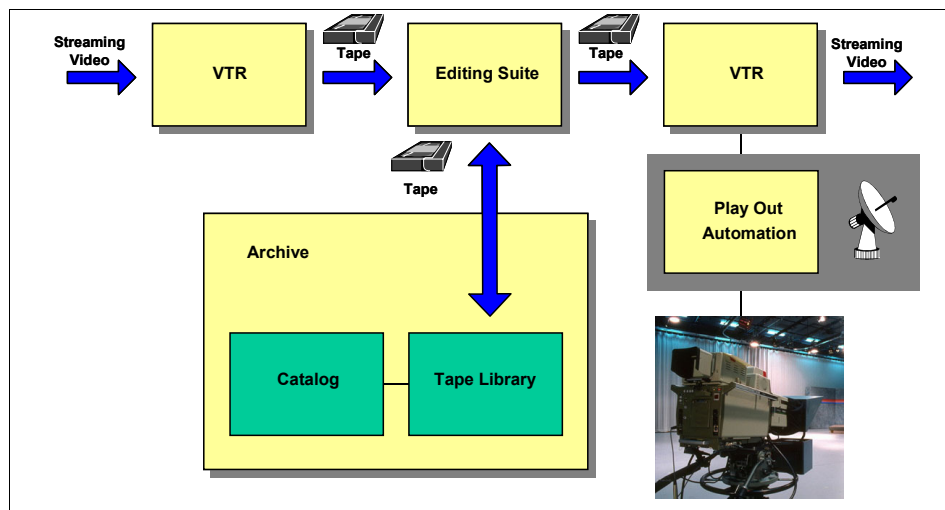 Streaming
Video
VTR
Tape
Editing Suite
Tape
VTR
Streaming
Video
Tape
Play Out
Automation
Archive
Catalog
Tape Library